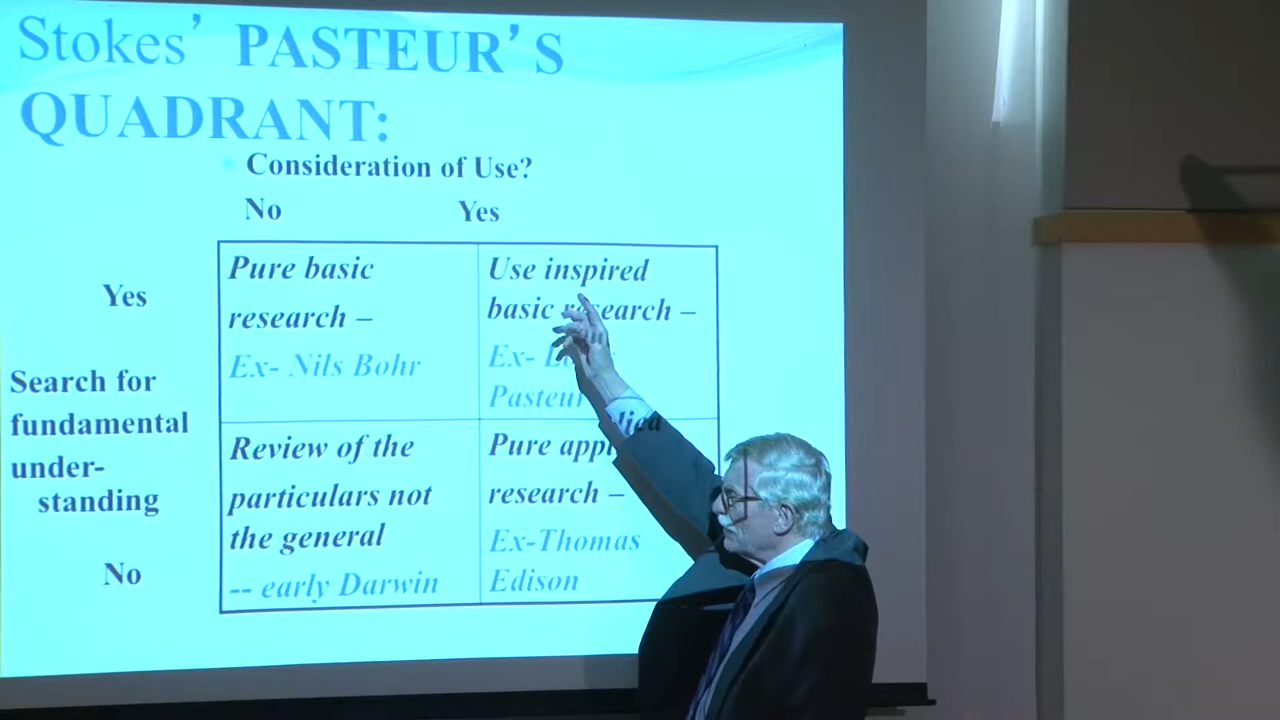 Stokes’ PASTEUR’S
QUADRANT:
Consideration of Use?
No Yes
Yes
Pure basic
research –
Ex- Nils Bohr
Use inspired
basic research –
Ex-
Pasteur
Search for
fundamental
under-
standing
No
Review of the
particulars not
the general
-- early Darwin
Pure
research –
Ex-Thomas
Edison